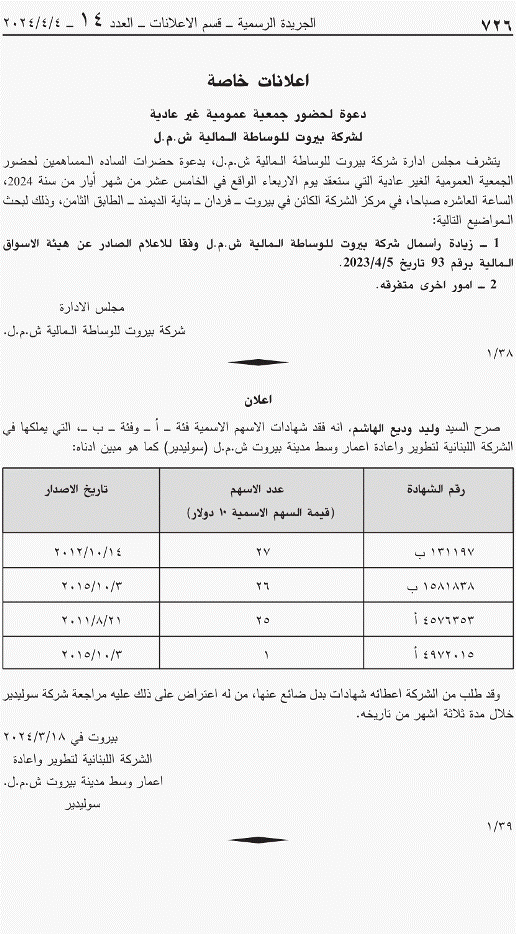 ٧٢٦
الجريدة الرسمية – قسم الاعلانات – العدد ١٤ – ٢٠٢٤/٤/٤
اعلانات خاصة
دعوة لحضور جمعية عمومية غير عادية
لشركة بيروت للوساطة المالية ش.م.ل
يتشرف مجلس ادارة شركة بيروت للوساطة المالية ش.م.ل، بدعوة حضرات الساده المساهمين لحضور
الجمعية العمومية الغير عادية التي ستعقد يوم الاربعاء الواقع في الخامس عشر من شهر أيار من سنة 2024،
الساعة العاشره صباحا، في مركز الشركة الكائن في بيروت – فردان – بناية الديمند – الطابق الثامن، وذلك لبحث
المواضيع التالية:
1 – زيادة رأسمال شركة بيروت للوساطة المالية ش.م.ل وفقا للاعلام الصادر عن هيئة الاسواق
المالية برقم 93 تاريخ 2023/4/5.
2 – امور اخرى متفرقه.
مجلس الادارة
شركة بيروت للوساطة المالية ش.م.ل.
١/٣٨
اعلان
صرح السيد وليد وديع الهاشم، انه فقد شهادات الاسهم الاسمية فئة – أ – وفئة – ب –، التي يملكها في
الشركة اللبنانية لتطوير واعادة اعمار وسط مدينة بيروت ش.م.ل (سوليدير) كما هو مبين ادناه:
رقم الشهادة	عدد الاسهم	تاريخ الاصدار
(قيمة السهم الاسمية ١٠ دولار)
١٣١١٩٧ ب	٢٧	٢٠١٢/١٠/١٤
١٥٨١٨٣٨ ب	٢٦	٢٠١٥/١٠/٣
٤٥٧٦٣٥٣ أ	٢٥	٢٠١١/٨/٢١
٤٩٧٢٠١٥ أ	١	٢٠١٥/١٠/٣
وقد طلب من الشركة اعطائه شهادات بدل ضائع عنها، من له اعتراض على ذلك عليه مراجعة شركة سوليدير
خلال مدة ثلاثة اشهر من تاريخه.
بيروت في ٢٠٢٤/٣/١٨
الشركة اللبنانية لتطوير واعادة
اعمار وسط مدينة بيروت ش.م.ل.
سوليدير
١/٣٩